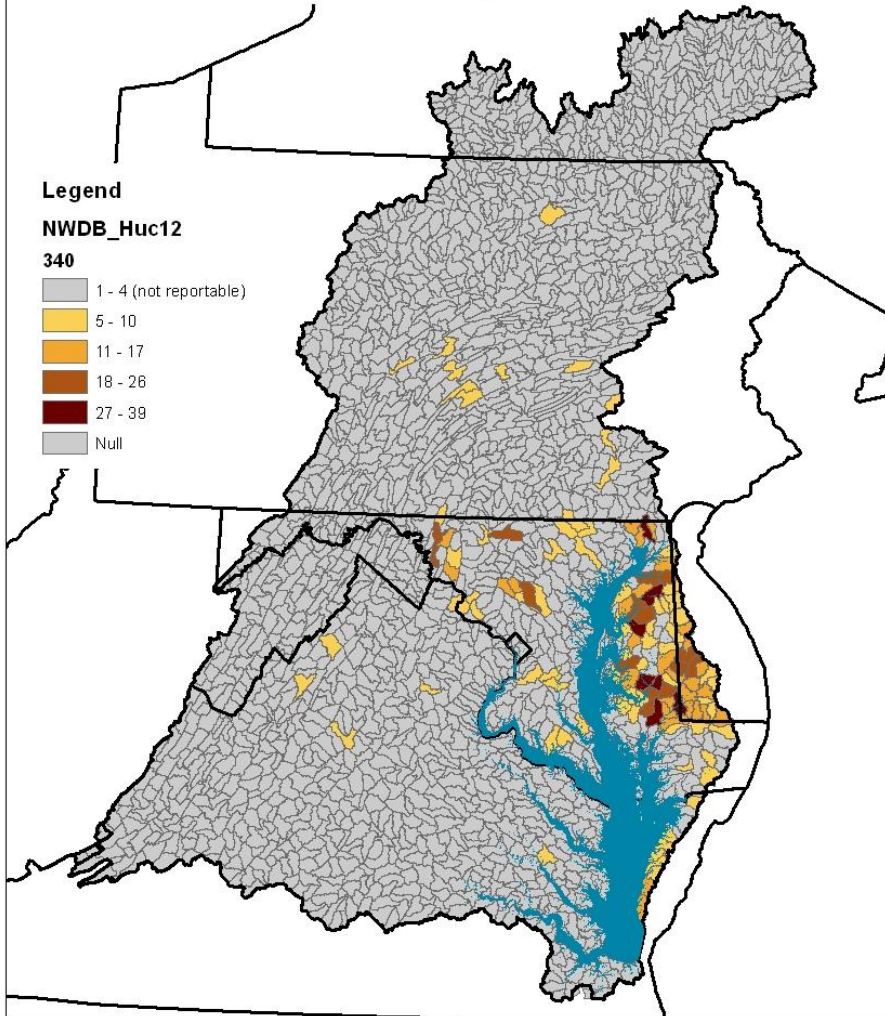 Legend
NWDB_Huc12
340
1 - 4 (not reportable)
5 - 10
11 - 17
18 - 26
27 - 39
Null